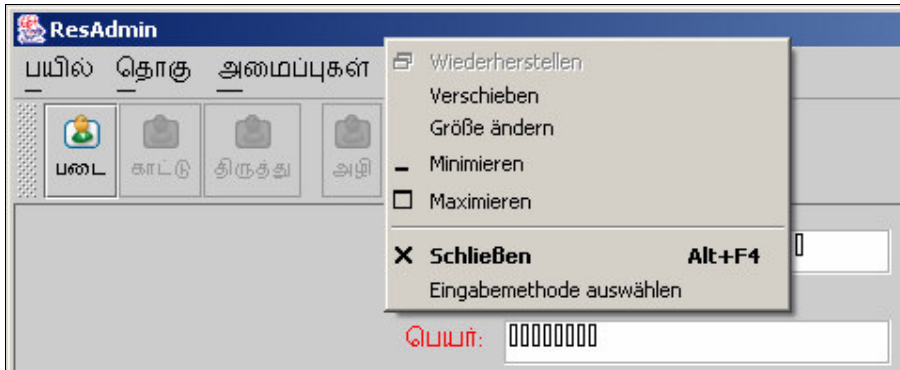 ResAdmin
பயில் தொகு அமைப்புகள்
படை காட்டு திருத்து அழி
Wiederherstellen
Verschieben
Größe ändern
Minimieren
Maximieren
Schließen Alt+F4
Eingabemethode auswählen
பெயர்: